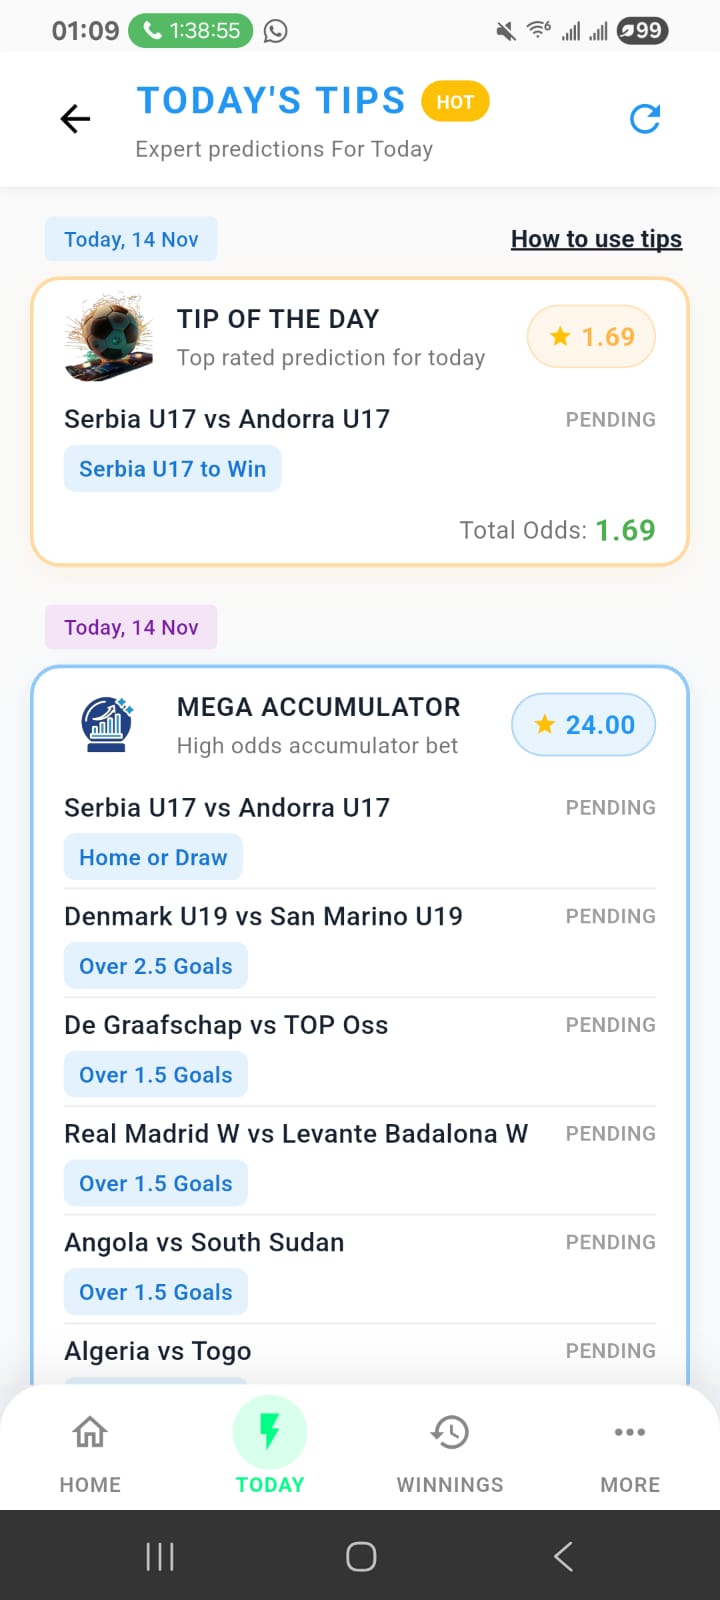 01:09 1:38:55 6 99
TODAY'S TIPS HOT
Expert predictions For Today
Today, 14 Nov How to use tips
TIP OF THE DAY 1.69
Top rated prediction for today
Serbia U17 vs Andorra U17 PENDING
Serbia U17 to Win
Total Odds: 1.69
Today, 14 Nov
MEGA ACCUMULATOR 24.00
High odds accumulator bet
Serbia U17 vs Andorra U17 PENDING
Home or Draw
Denmark U19 vs San Marino U19 PENDING
Over 2.5 Goals
De Graafschap vs TOP Oss PENDING
Over 1.5 Goals
Real Madrid W vs Levante Badalona W PENDING
Over 1.5 Goals
Angola vs South Sudan PENDING
Over 1.5 Goals
Algeria vs Togo PENDING
HOME TODAY WINNINGS MORE